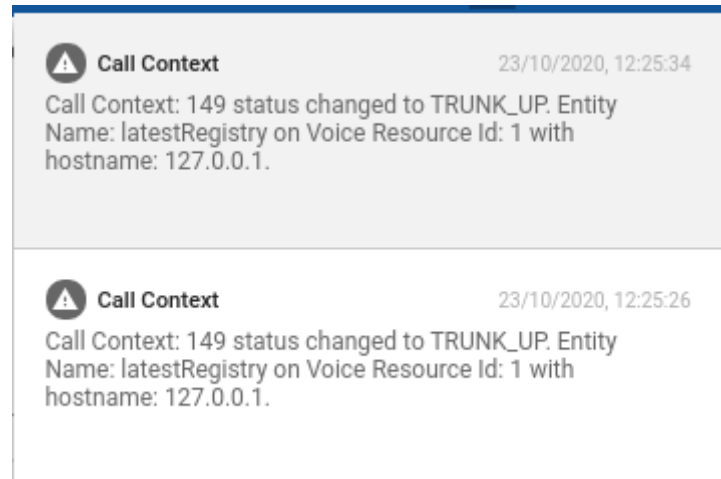 Call Context 23/10/2020, 12:25:34
Call Context: 149 status changed to TRUNK_UP. Entity
Name: latestRegistry on Voice Resource Id: 1 with
hostname: 127.0.0.1.
Call Context 23/10/2020, 12:25:26
Call Context: 149 status changed to TRUNK_UP. Entity
Name: latestRegistry on Voice Resource Id: 1 with
hostname: 127.0.0.1.